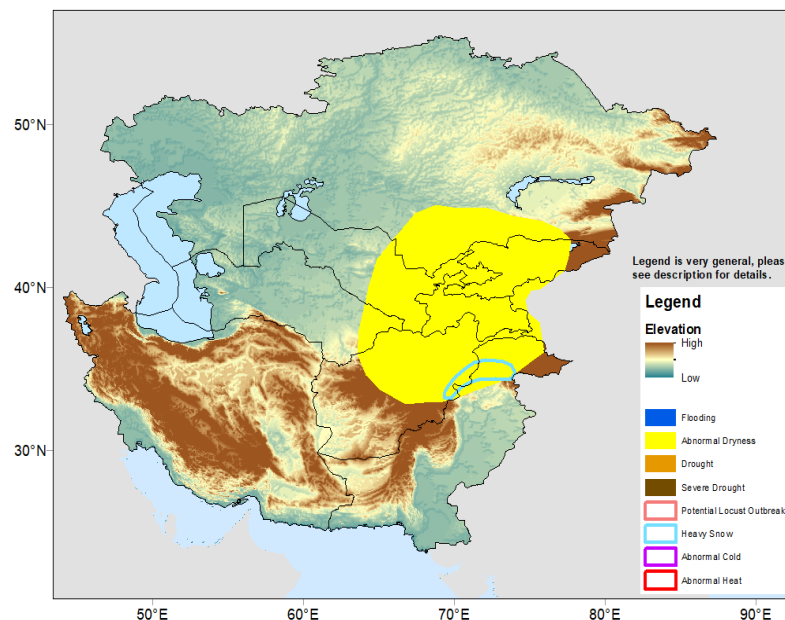 50°N
40°N
30°N
50°E
60°E
70°E
80°E
90°E
Legend is very general, pleas
see description for details.
Legend
Elevation
High
Low
Flooding
Abnormal Dryness
Drought
Severe Drought
Potential Locust Outbreak
Heavy Snow
Abnormal Cold
Abnormal Heat